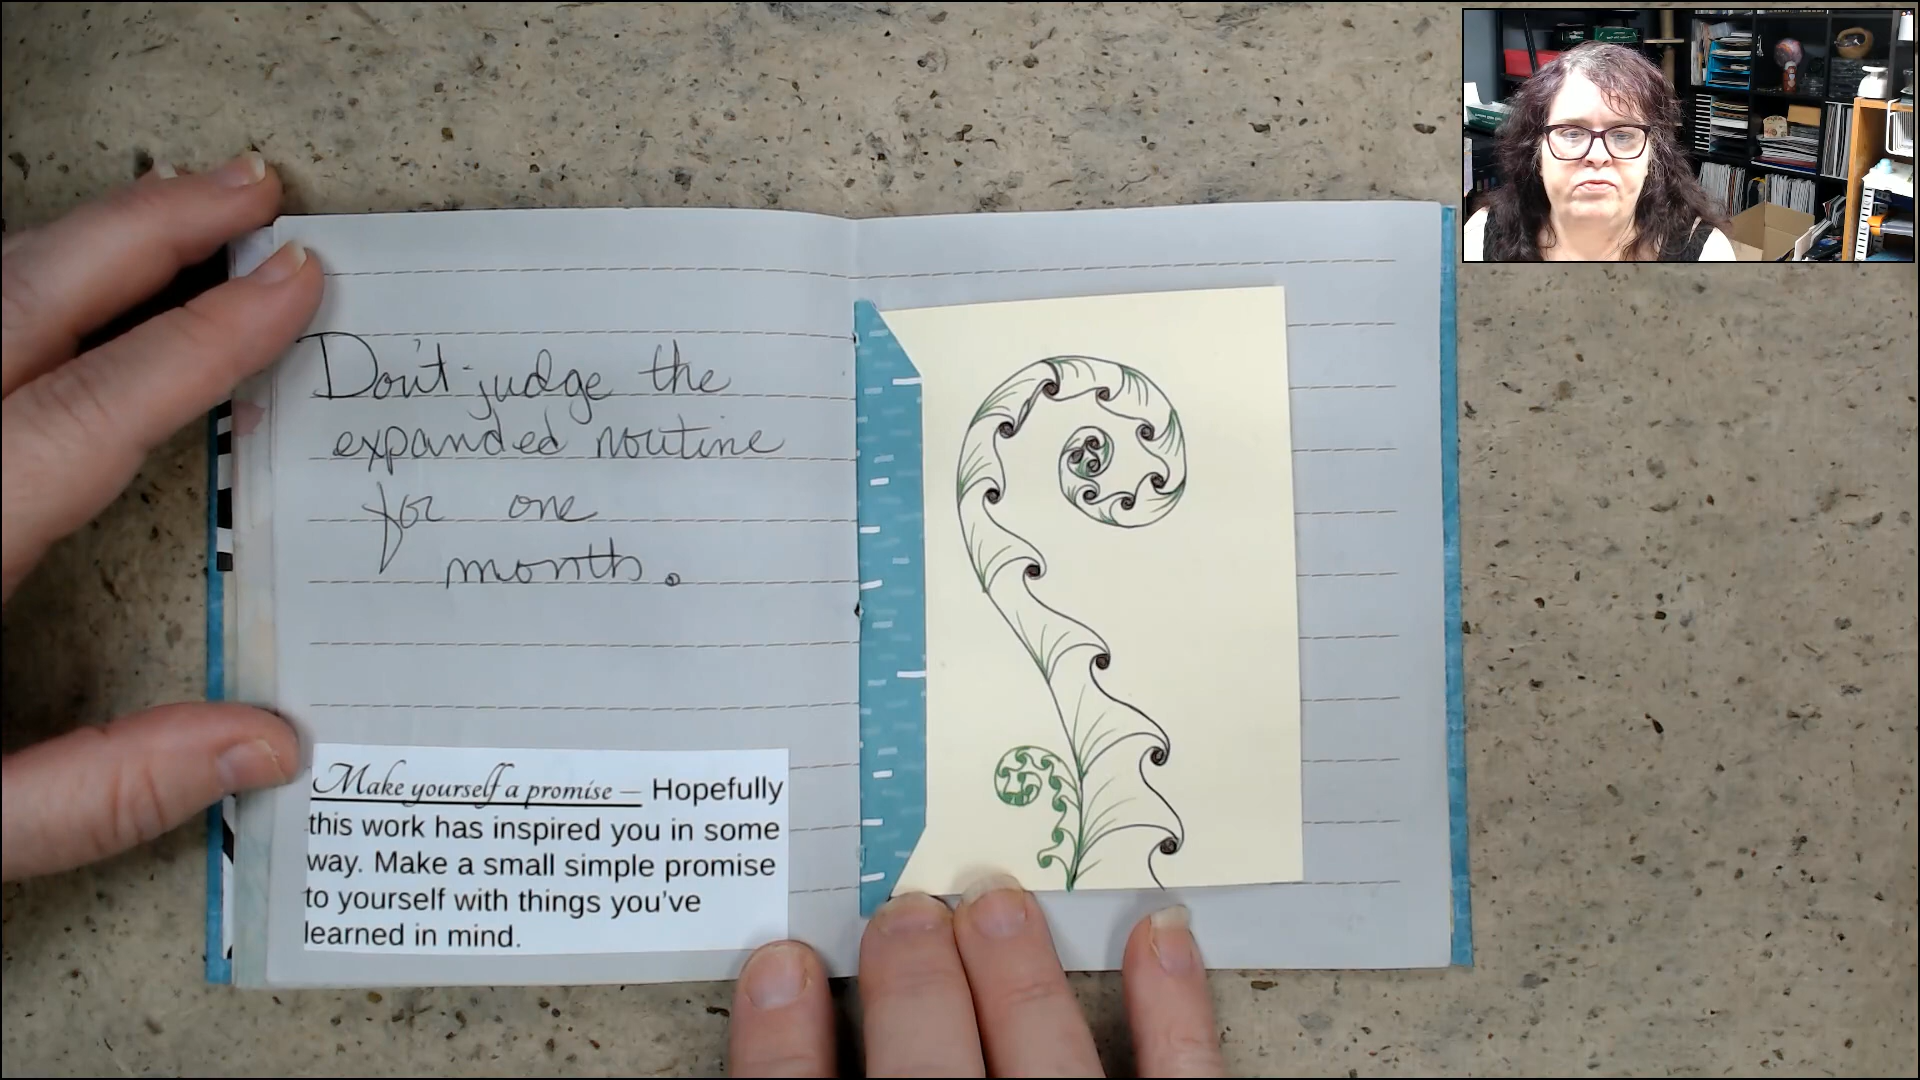 Don't judge the
expanded routine
for one
month.
Make yourself a promise — Hopefully
this work has inspired you in some
way. Make a small simple promise
to yourself with things you've
learned in mind.